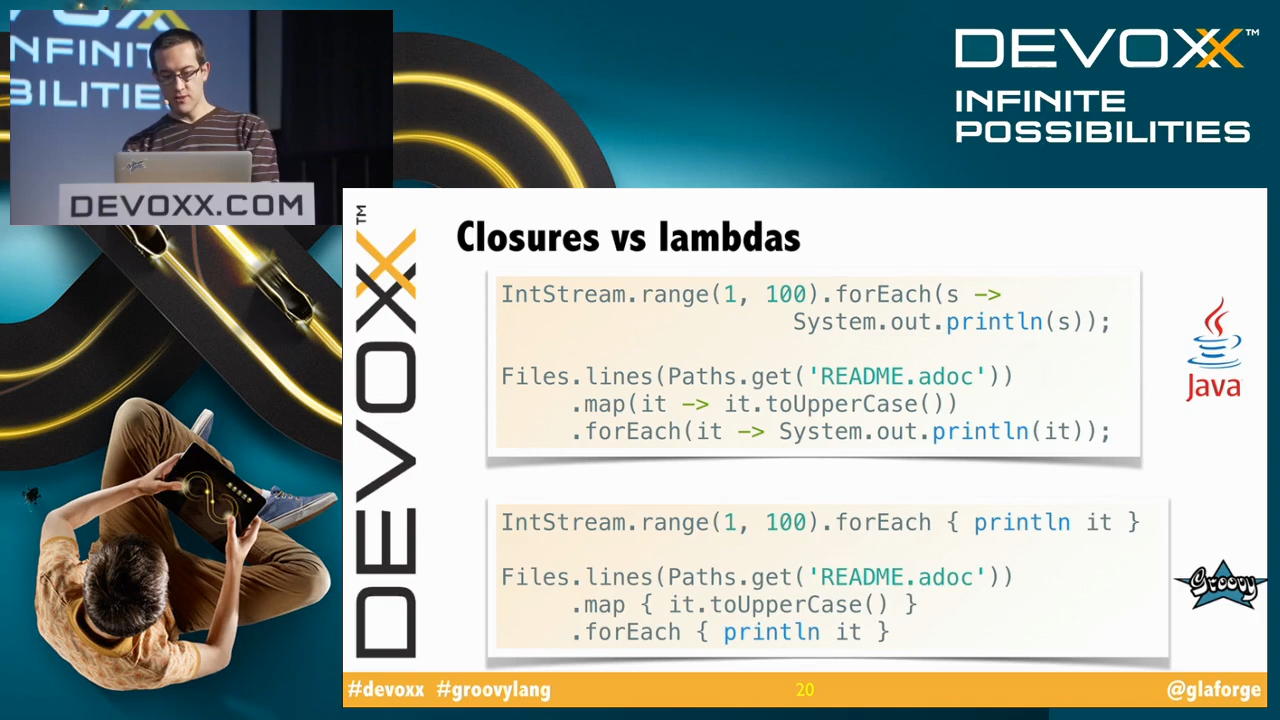 INFINIT
BILITIE
DEVOXX.COM
DEVOXX™
INFINITE
POSSIBILITIES
DEVOXX™
Closures vs lambdas
IntStream.range(1, 100).forEach(s ->
System.out.println(s));
Files.lines(Paths.get('README.adoc'))
.map(it -> it.toUpperCase())
.forEach(it -> System.out.println(it));
Java
IntStream.range(1, 100).forEach { println it }
Files.lines(Paths.get('README.adoc'))
.map { it.toUpperCase() }
.forEach { println it }
Groovy
#devoxx #groovylang
20
@glaforge